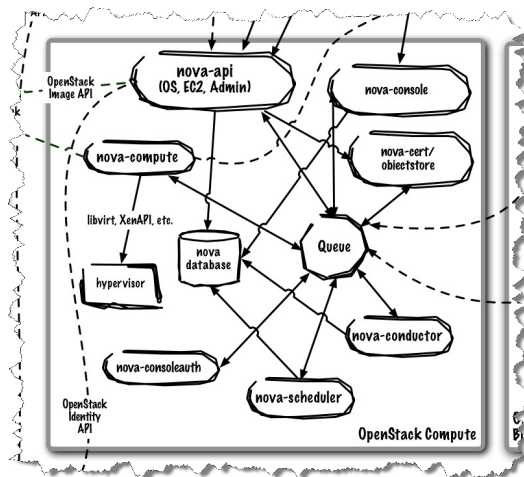 nova-api
(OS, EC2, Admin)
OpenStack
Image API
nova-console
nova-cert/
objectstore
nova-compute
libvirt, XenAPI, etc.
nova
database
Queue
hypervisor
nova-conductor
nova-consoleauth
nova-scheduler
OpenStack
Identity
API
OpenStack Compute